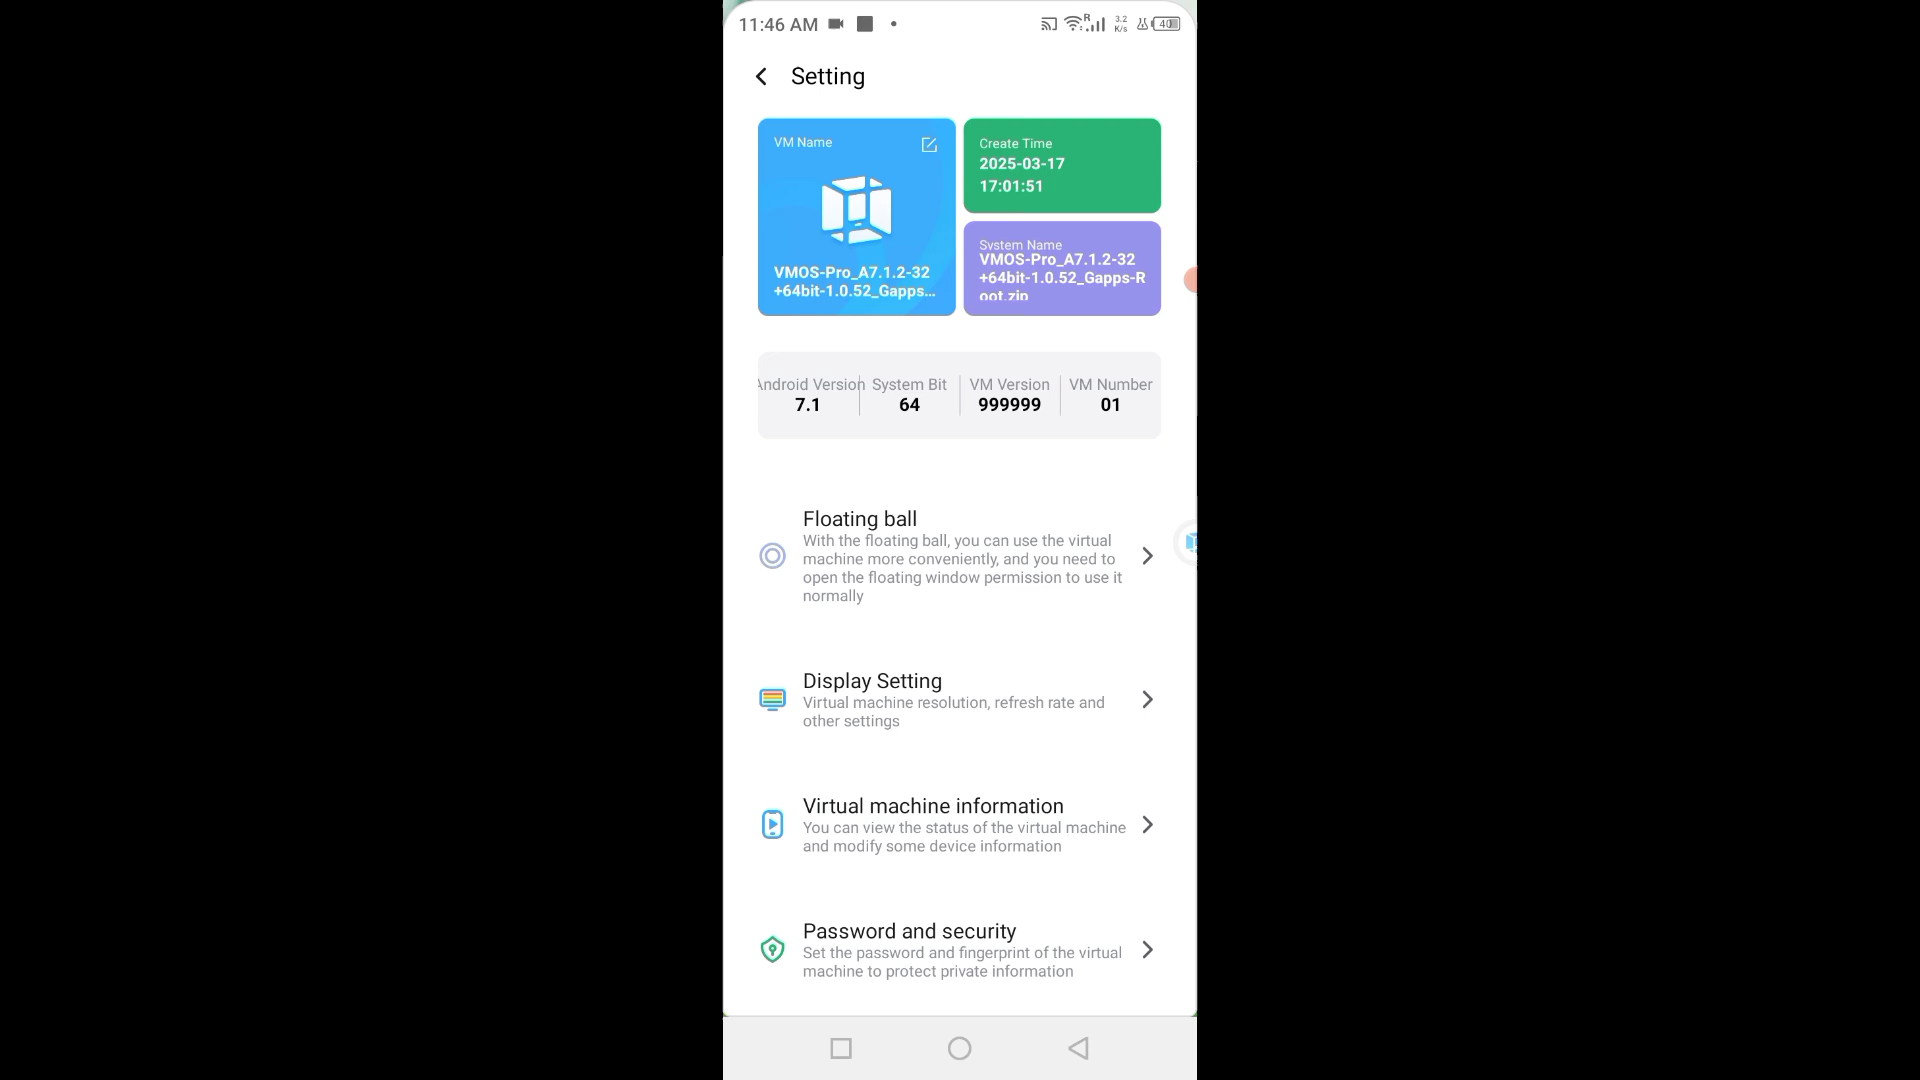 11:46 AM
R
3.2
K/s
40
Setting
VM Name
VMOS-Pro_A7.1.2-32
+64bit-1.0.52_Gapps...
Create Time
2025-03-17
17:01:51
System Name
VMOS-Pro_A7.1.2-32
+64bit-1.0.52_Gapps-R
oot.zip
Android Version
7.1
System Bit
64
VM Version
999999
VM Number
01
Floating ball
With the floating ball, you can use the virtual
machine more conveniently, and you need to
open the floating window permission to use it
normally
Display Setting
Virtual machine resolution, refresh rate and
other settings
Virtual machine information
You can view the status of the virtual machine
and modify some device information
Password and security
Set the password and fingerprint of the virtual
machine to protect private information